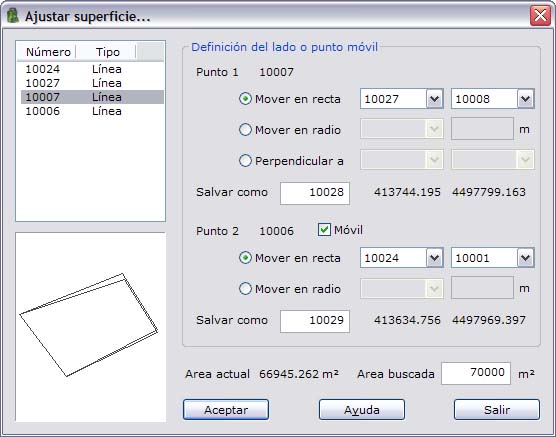 Ajustar superficie...
Número Tipo
10024 Línea
10027 Línea
10007 Línea
10006 Línea
Definición del lado o punto móvil
Punto 1 10007
Mover en recta 10027 10008
Mover en radio m
Perpendicular a
Salvar como 10028 413744.195 4497799.163
Punto 2 10006 Móvil
Mover en recta 10024 10001
Mover en radio m
Salvar como 10029 413634.756 4497969.397
Area actual 66945.262 m² Area buscada 70000 m²
Aceptar Ayuda Salir